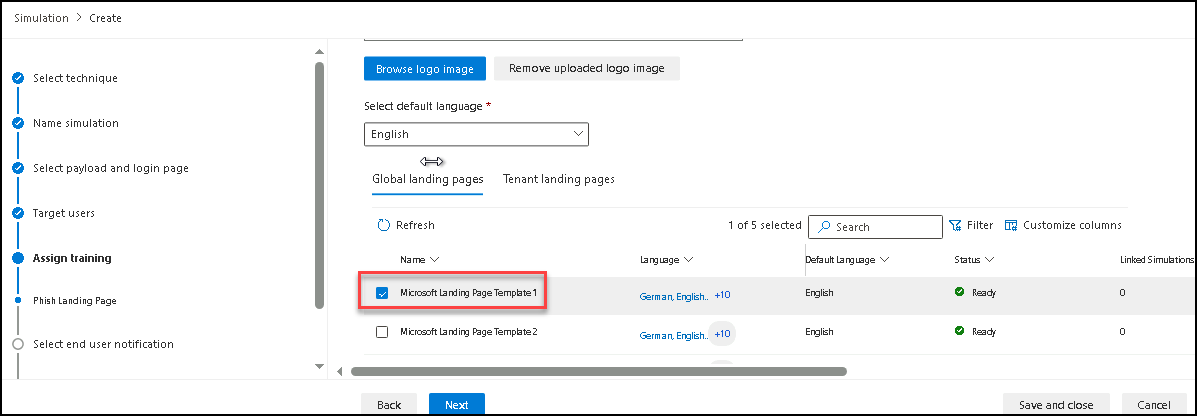 Simulation > Create
Select technique
Name simulation
Select payload and login page
Target users
Assign training
Phish Landing Page
Select end user notification
Browse logo image
Remove uploaded logo image
Select default language *
English
Global landing pages
Tenant landing pages
Refresh
1 of 5 selected
Search
Filter
Customize columns
Name
Language
Default Language
Status
Linked Simulations
Microsoft Landing Page Template 1
German, English.. +10
English
Ready
0
Microsoft Landing Page Template 2
German, English.. +10
English
Ready
0
Back
Next
Save and close
Cancel